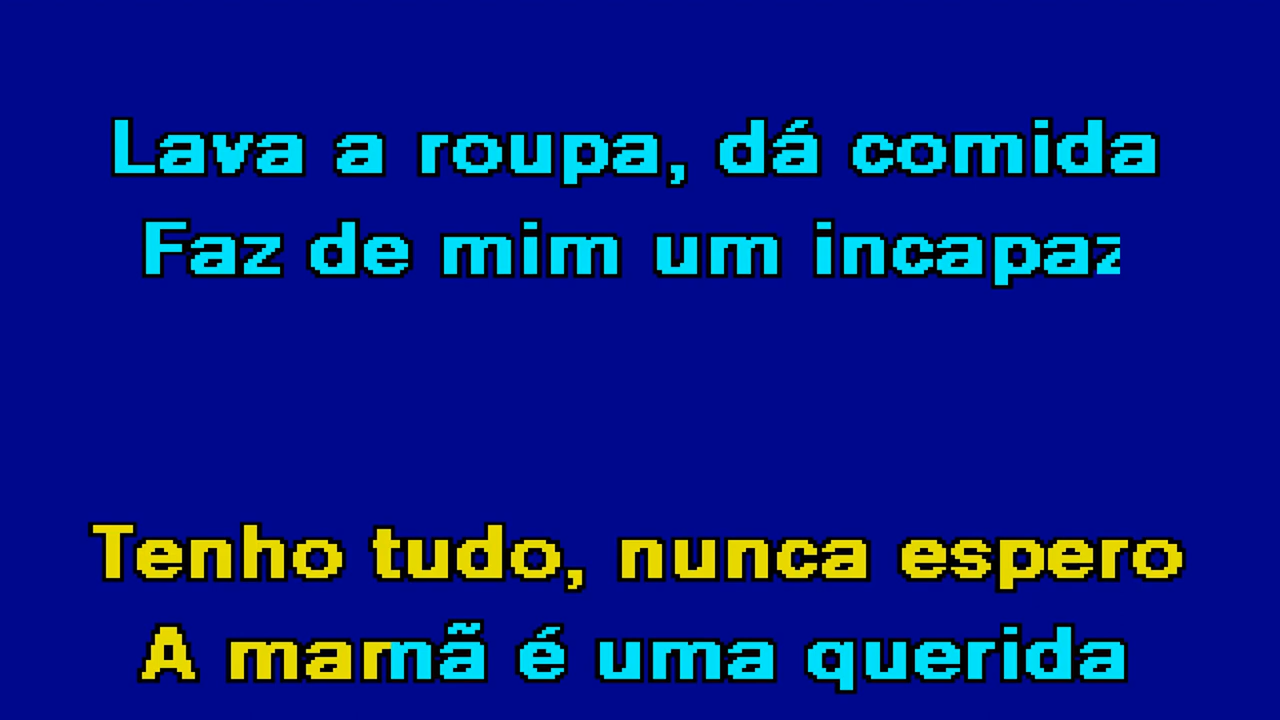 Lava a roupa, dá comida
Faz de mim um incapaz
Tenho tudo, nunca espero
A mamã é uma querida